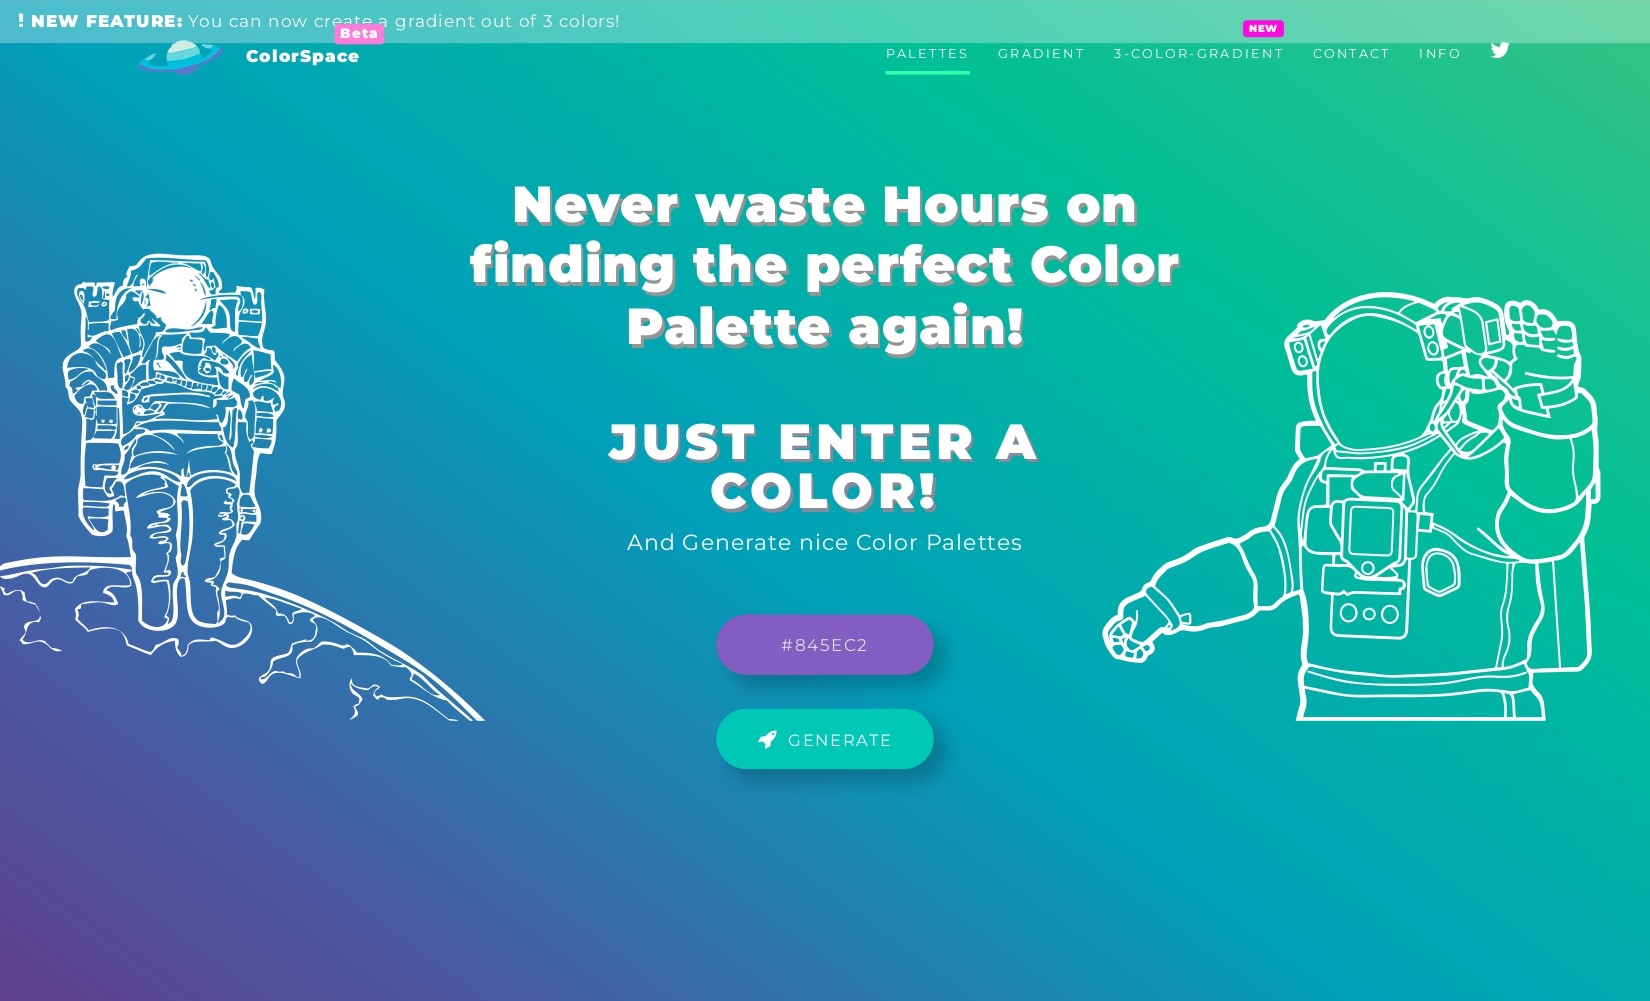 ! NEW FEATURE: You can now create a gradient out of 3 colors!
Beta
ColorSpace
PALETTES
GRADIENT
NEW
3-COLOR-GRADIENT
CONTACT
INFO
Never waste Hours on
finding the perfect Color
Palette again!
JUST ENTER A
COLOR!
And Generate nice Color Palettes
#845EC2
GENERATE